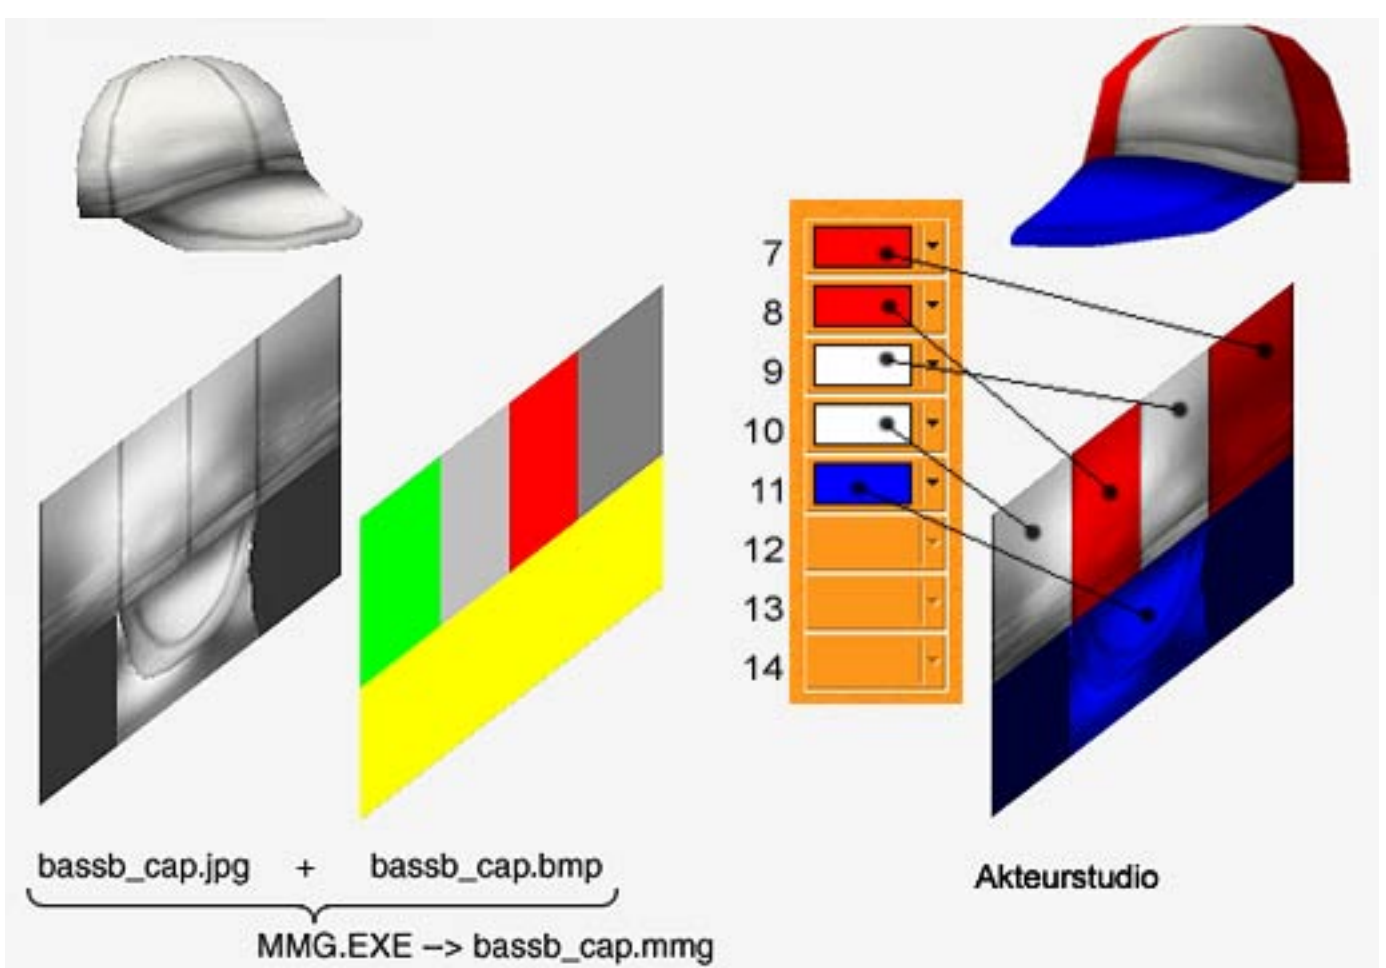 7
8
9
10
11
12
13
14
bassb_cap.jpg + bassb_cap.bmp
Akteurstudio
MMG.EXE –> bassb_cap.mmg